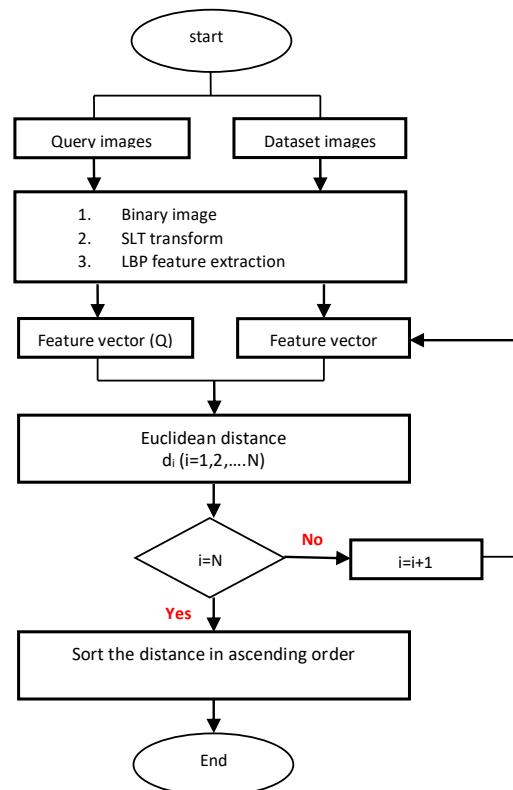 start
Query images
Dataset images
1. Binary image
2. SLT transform
3. LBP feature extraction
Feature vector (Q)
Feature vector
Euclidean distance
dᵢ (i=1,2,....N)
i=N
No
i=i+1
Yes
Sort the distance in ascending order
End